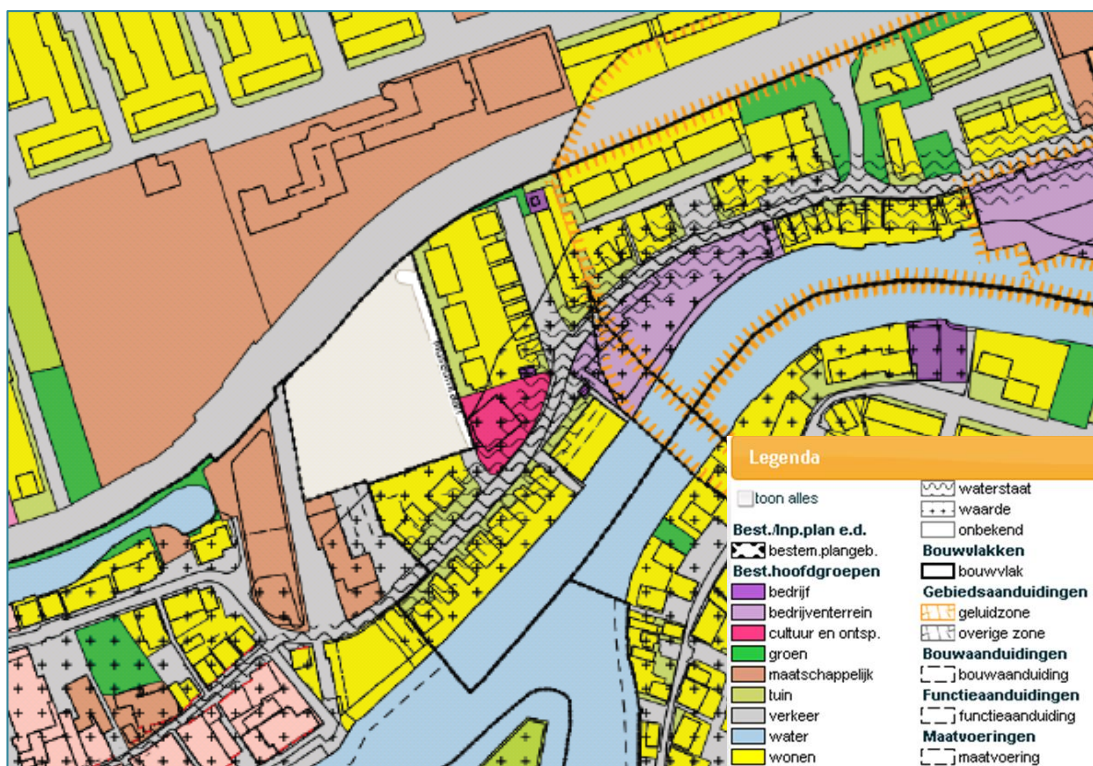 Legenda
toon alles
Best./Inp.plan e.d.
bestem.plangeb.
Best.hoofdgroepen
bedrijf
bedrijventerrein
cultuur en ontsp.
groen
maatschappelijk
tuin
verkeer
water
wonen
waterstaat
waarde
onbekend
Bouwvlakken
bouwvlak
Gebiedsaanduidingen
geluidzone
overige zone
Bouwaanduidingen
bouwaanduiding
Functieaanduidingen
functieaanduiding
Maatvoeringen
maatvoering